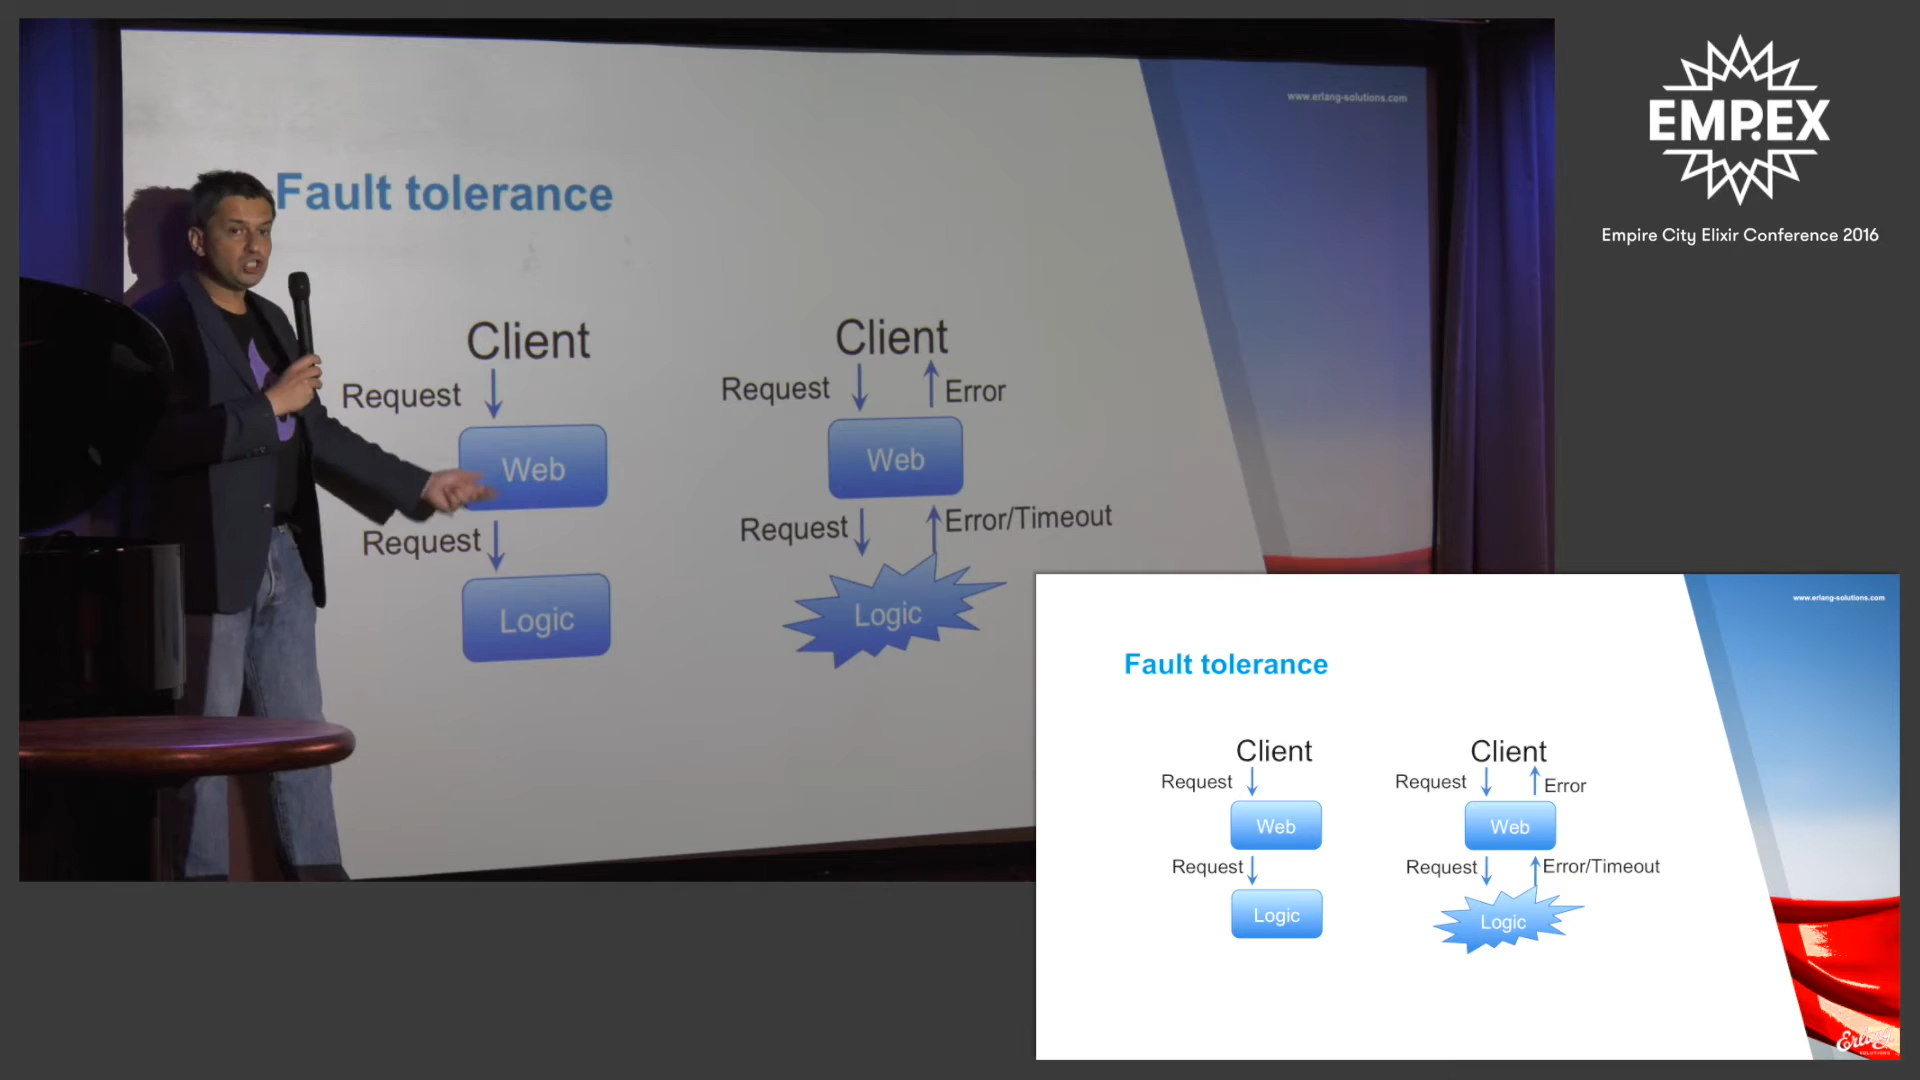 www.erlang-solutions.com
Fault tolerance
Client Client
Request Request Error
Web Web
Request Request Error/Timeout
Logic Logic
EMPEX
Empire City Elixir Conference 2016
www.erlang-solutions.com
Fault tolerance
Client Client
Request Request Error
Web Web
Request Request Error/Timeout
Logic Logic
Erlang
SOLUTIONS